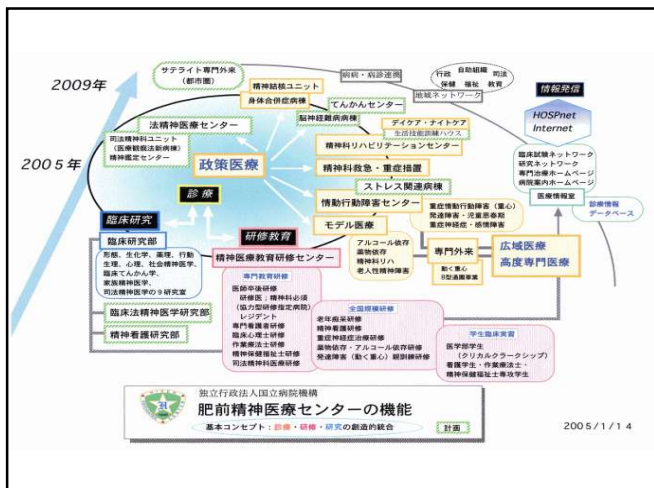 2009年
2005年
サテライト専門外来
(都市圏)
病病・病診連携
行政 自助組織 司法
保健 福祉 教育
地域ネットワーク
情報発信
HOSPnet
Internet
精神結核ユニット
身体合併症病棟
てんかんセンター
脳神経難病病棟
デイケア・ナイトケア
生活技能訓練ハウス
精神科リハビリテーションセンター
法精神医療センター
司法精神科ユニット
(医療観察法新病棟)
精神鑑定センター
政策医療
精神科救急・重症措置
ストレス関連病棟
情動行動障害センター
モデル医療
診療
臨床試験ネットワーク
研究ネットワーク
専門治療ホームページ
病院案内ホームページ
医療情報室
診療情報
データベース
臨床研究
臨床研究部
形態、生化学、薬理、行動
生理、心理、社会精神医学、
臨床てんかん学、
家族精神医学、
司法精神医学の9研究室
臨床法精神医学研究部
精神看護研究部
研修教育
精神医療教育研修センター
専門教育研修
医師卒後研修
研修医;精神科必須
(協力型研修指定病院)
レジデント
専門看護者研修
臨床心理士研修
作業療法士研修
精神保健福祉士研修
司法精神科医療研修
全国規模研修
老年痴呆研修
精神看護研修
重症神経症治療研修
薬物依存・アルコール依存研修
発達障害(動く重心)親訓練研修
アルコール依存
薬物依存
精神科リハ
老人性精神障害
重症情動行動障害(重心)
発達障害・児童思春期
重症神経症・感情障害
専門外来
動く重心
B型通園事業
広域医療
高度専門医療
学生臨床実習
医学部学生
(クリカルクラークシップ)
看護学生・作業療法士・
精神保健福祉士専攻学生
独立行政法人国立病院機構
肥前精神医療センターの機能
基本コンセプト:診療・研修・研究の創造的統合
計画
2005/1/14